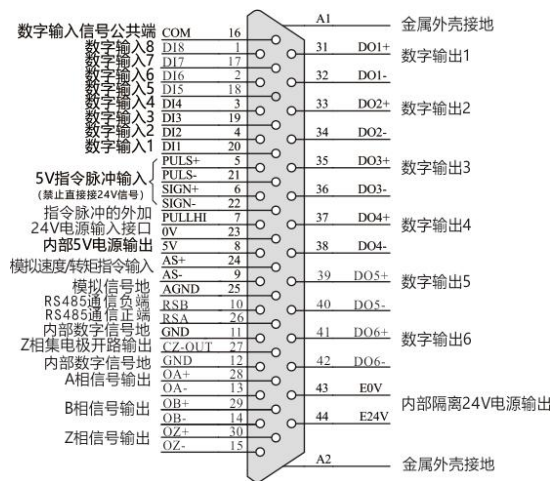 数字输入信号公共端 COM 16
数字输入8 DI8 1
数字输入7 DI7 17
数字输入6 DI6 2
数字输入5 DI5 18
数字输入4 DI4 3
数字输入3 DI3 19
数字输入2 DI2 4
数字输入1 DI1 20
PULS+ 5
PULS- 21
5V指令脉冲输入
(禁止直接接24V信号)
SIGN+ 6
SIGN- 22
指令脉冲的外加
24V电源输入接口
PULLHI 7
0V 23
内部5V电源输出 5V 8
模拟速度/转矩指令输入
AS+ 24
AS- 9
模拟信号地 AGND 25
RS485通信负端 RSB 10
RS485通信正端 RSA 26
内部数字信号地 GND 11
Z相集电极开路输出 CZ-OUT 27
内部数字信号地 GND 12
A相信号输出
OA+ 28
OA- 13
B相信号输出
OB+ 29
OB- 14
Z相信号输出
OZ+ 30
OZ- 15
A1 金属外壳接地
31 DO1+
数字输出1
32 DO1-
33 DO2+
数字输出2
34 DO2-
35 DO3+
数字输出3
36 DO3-
37 DO4+
数字输出4
38 DO4-
39 DO5+
数字输出5
40 DO5-
41 DO6+
数字输出6
42 DO6-
43 E0V
内部隔离24V电源输出
44 E24V
A2 金属外壳接地